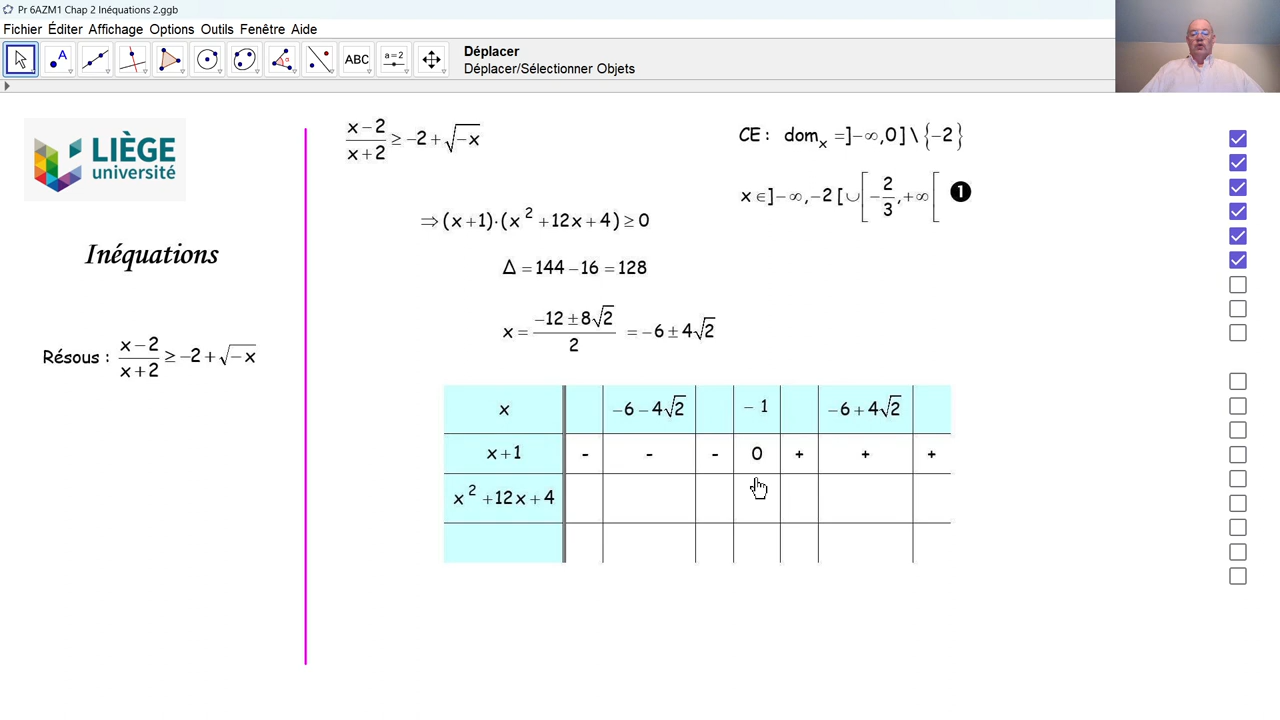 Pr 6AZM1 Chap 2 Inéquations 2.ggb
Fichier Éditer Affichage Options Outils Fenêtre Aide
A ABC a=2
Déplacer
Déplacer/Sélectionner Objets
LIÈGE
université
Inéquations
Résous : (x−2)/(x+2) ≥ −2+√(−x)
(x−2)/(x+2) ≥ −2+√(−x)
CE : dom_x =]−∞,0]\{−2}
x∈]−∞,−2[∪[−2/3,+∞[ ❶
⇒(x+1)·(x²+12x+4)≥0
Δ=144−16=128
x=(−12±8√2)/2 =−6±4√2
x −6−4√2 −1 −6+4√2
x+1 - - - 0 + + +
x²+12x+4